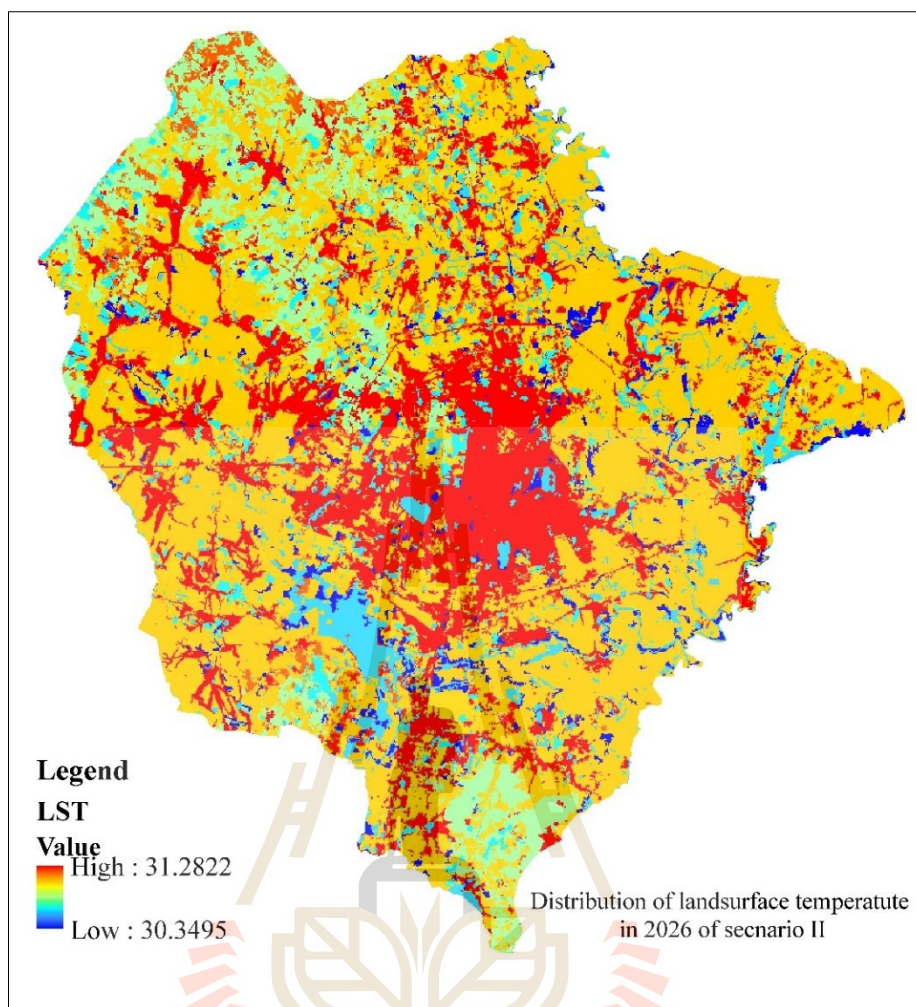 Legend
LST
Value
High : 31.2822
Low : 30.3495
Distribution of landsurface temperatute
in 2026 of secnario II